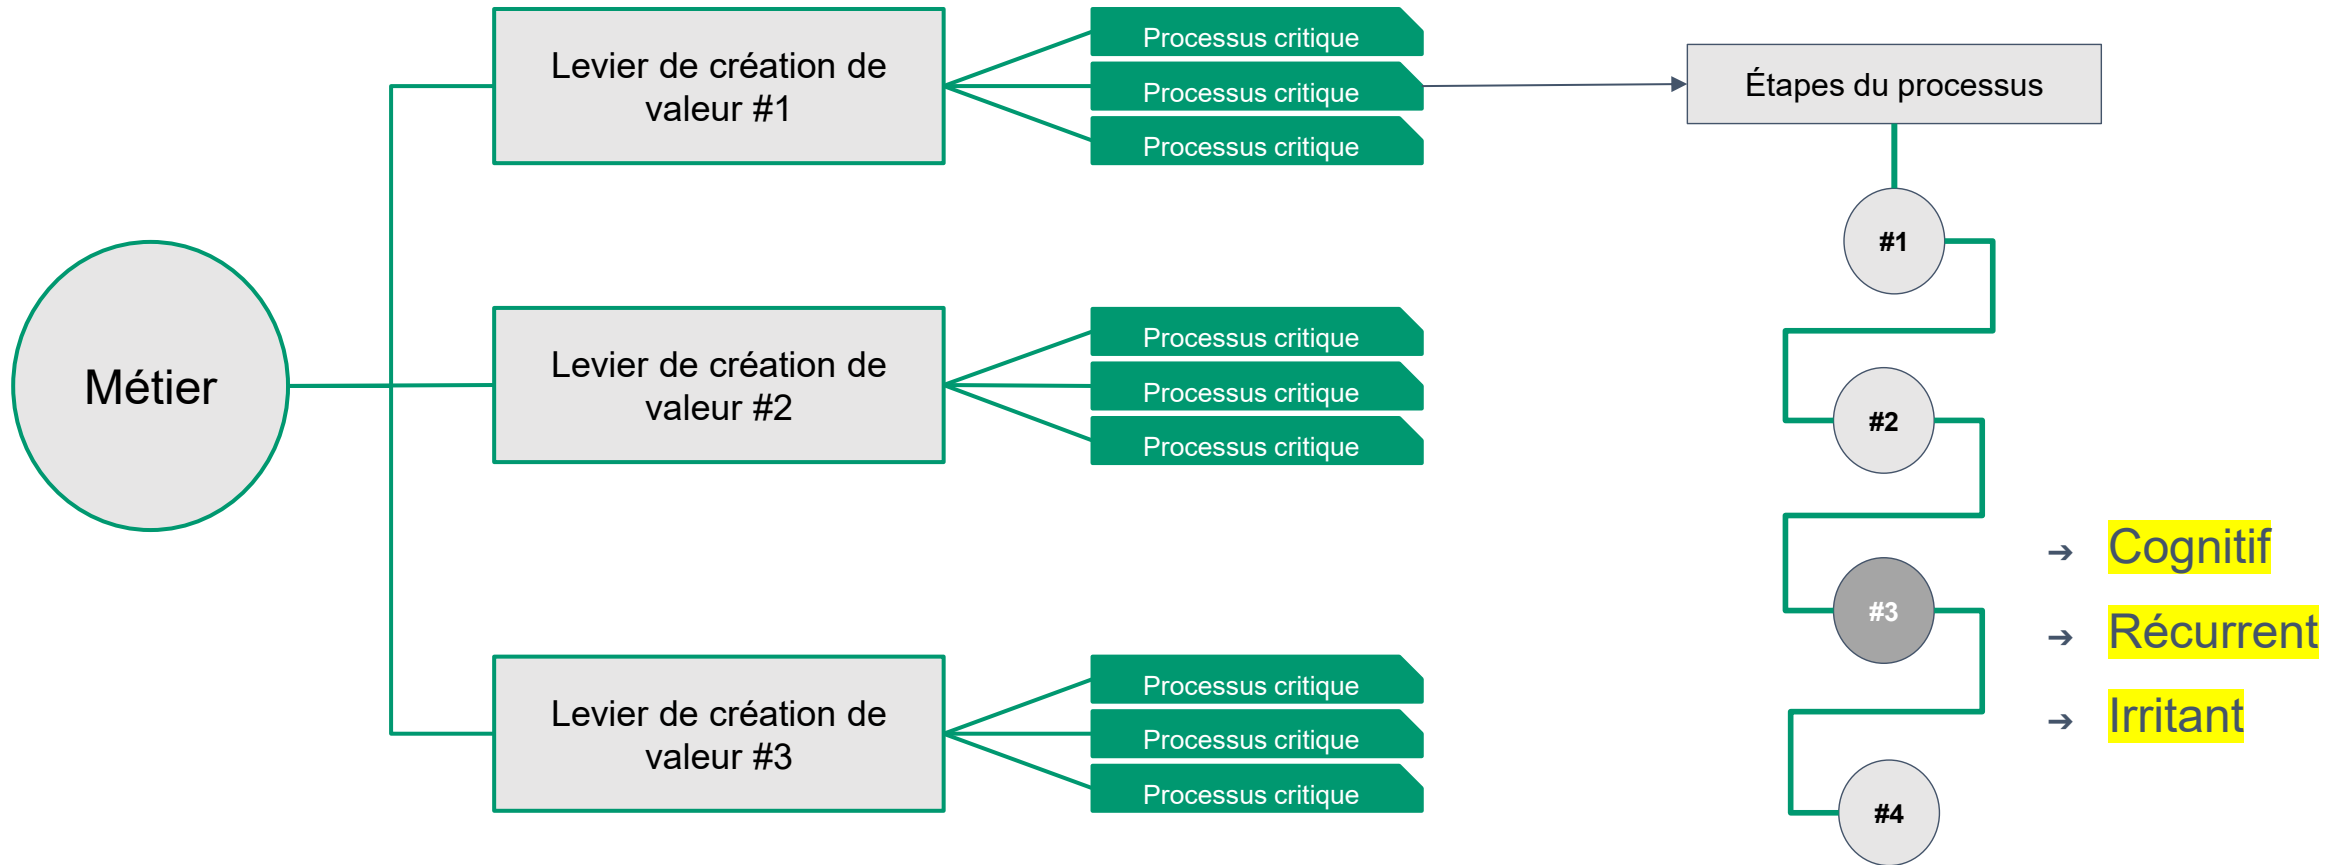 Métier
Levier de création de
valeur #1
Processus critique
Processus critique
Processus critique
Levier de création de
valeur #2
Processus critique
Processus critique
Processus critique
Levier de création de
valeur #3
Processus critique
Processus critique
Processus critique
Étapes du processus
#1
#2
#3
#4
➔ Cognitif
➔ Récurrent
➔ Irritant